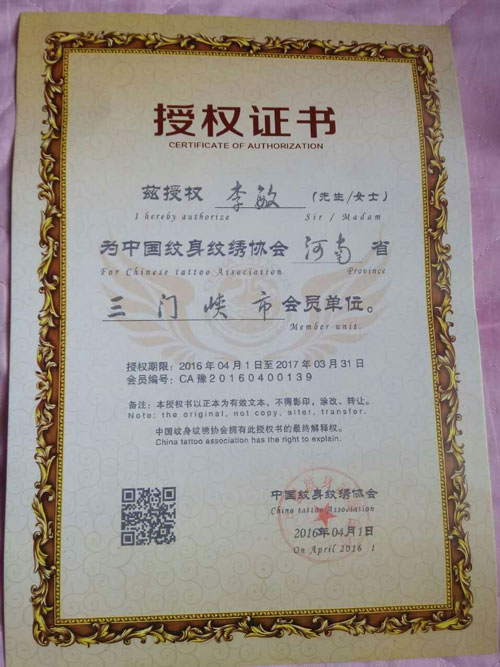 授权证书
CERTIFICATE OF AUTHORIZATION
兹授权 李敏 (先生/女士)
I hereby authorize Sir / Madam
为中国纹身纹绣协会 河南 省
For Chinese tattoo Association Province
三门峡市会员单位。
Member unit.
授权期限：2016年04月1日至2017年03月31日
会员编号：CA豫20160400139
备注：本授权书以正本为有效文本，不得影印，涂改、转让。
Note: the original, not copy, alter, transfer.
中国纹身纹绣协会拥有此授权书的最终解释权。
China tattoo association has the right to explain.
中国纹身纹绣协会
China tattoo Association
2016年04月1日
On April 2016 1